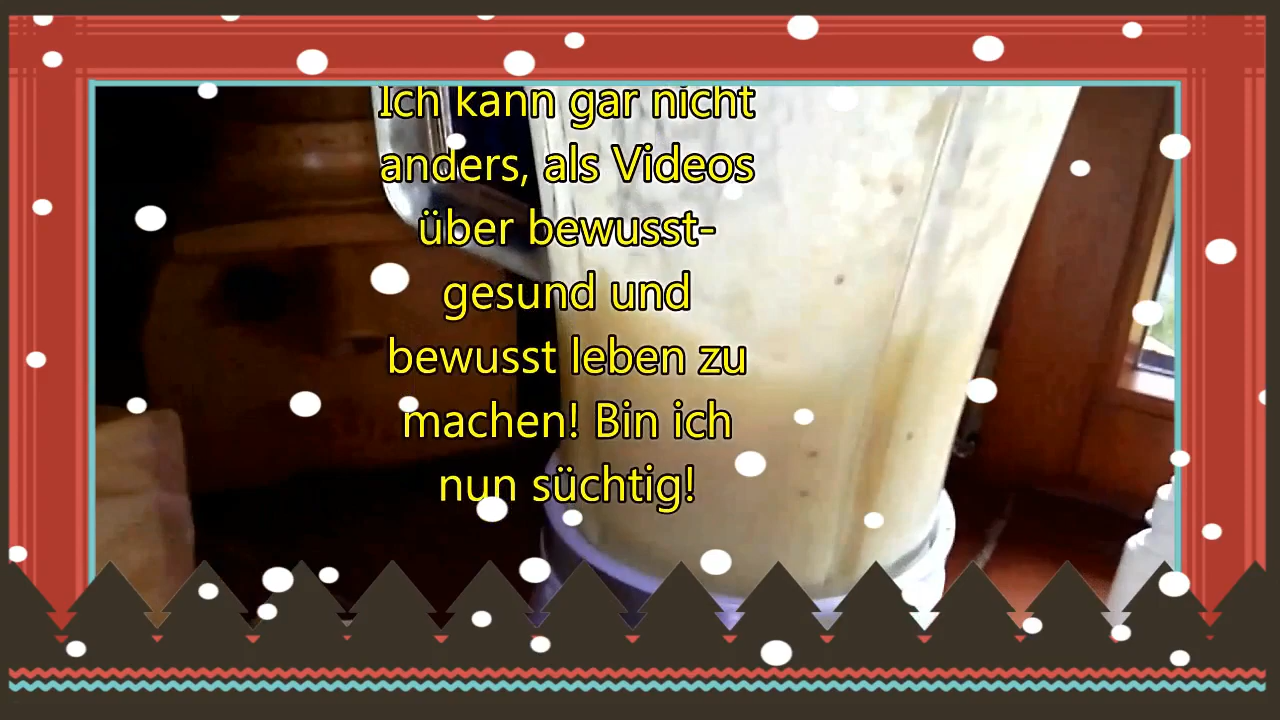 Ich kann gar nicht
anders, als Videos
über bewusst-
gesund und
bewusst leben zu
machen! Bin ich
nun süchtig!